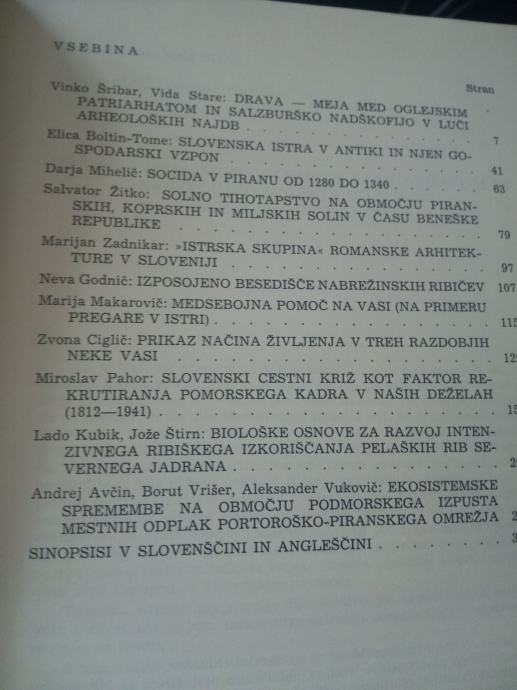 VSEBINA
Stran
Vinko Šribar, Vida Stare: DRAVA — MEJA MED OGLEJSKIM
PATRIARHATOM IN SALZBURŠKO NADŠKOFIJO V LUČI
ARHEOLOŠKIH NAJDB . . . . . . . . . . 7
Elica Boltin-Tome: SLOVENSKA ISTRA V ANTIKI IN NJEN GO-
SPODARSKI VZPON . . . . . . . . . . 41
Darja Mihelič: SOCIDA V PIRANU OD 1280 DO 1340 . . . . 63
Salvator Žitko: SOLNO TIHOTAPSTVO NA OBMOČJU PIRAN-
SKIH, KOPRSKIH IN MILJSKIH SOLIN V ČASU BENEŠKE
REPUBLIKE . . . . . . . . . . 79
Marijan Zadnikar: »ISTRSKA SKUPINA« ROMANSKE ARHITEK-
TURE V SLOVENIJI . . . . . . . . . . 97
Neva Godnič: IZPOSOJENO BESEDIŠČE NABREŽINSKIH RIBIČEV 107
Marija Makarovič: MEDSEBOJNA POMOČ NA VASI (NA PRIMERU
PREGARE V ISTRI) . . . . . . . . . . 115
Zvona Ciglič: PRIKAZ NAČINA ŽIVLJENJA V TREH RAZDOBJIH
NEKE VASI . . . . . . . . . . 12
Miroslav Pahor: SLOVENSKI CESTNI KRIŽ KOT FAKTOR RE-
KRUTIRANJA POMORSKEGA KADRA V NAŠIH DEŽELAH
(1812—1941) . . . . . . . . . . 15
Lado Kubik, Jože Štirn: BIOLOŠKE OSNOVE ZA RAZVOJ INTEN-
ZIVNEGA RIBIŠKEGA IZKORIŠČANJA PELAŠKIH RIB SE-
VERNEGA JADRANA . . . . . . . . . . 2
Andrej Avčin, Borut Vrišer, Aleksander Vukovič: EKOSISTEMSKE
SPREMEMBE NA OBMOČJU PODMORSKEGA IZPUSTA
MESTNIH ODPLAK PORTOROŠKO-PIRANSKEGA OMREŽJA 2
SINOPSISI V SLOVENŠČINI IN ANGLEŠČINI . . . . . . . 3